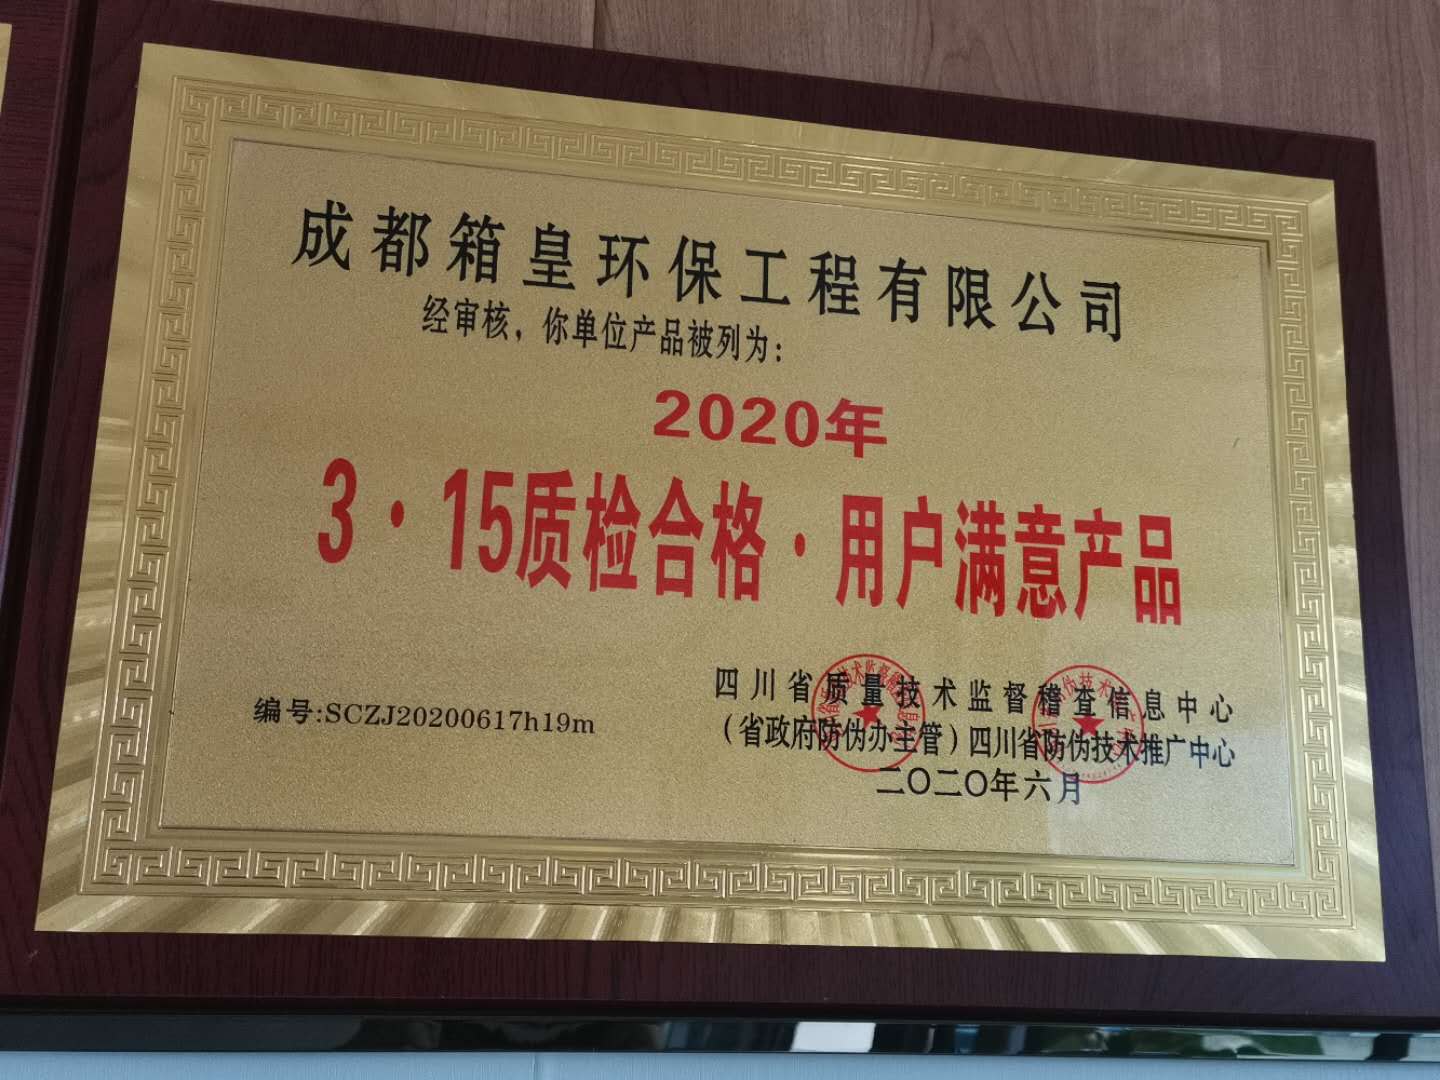 成都箱皇环保工程有限公司
经审核，你单位产品被列为：
2020年
3·15质检合格·用户满意产品
编号:SCZJ20200617h19m
四川省质量技术监督稽查信息中心
（省政府防伪办主管）四川省防伪技术推广中心
二〇二〇年六月